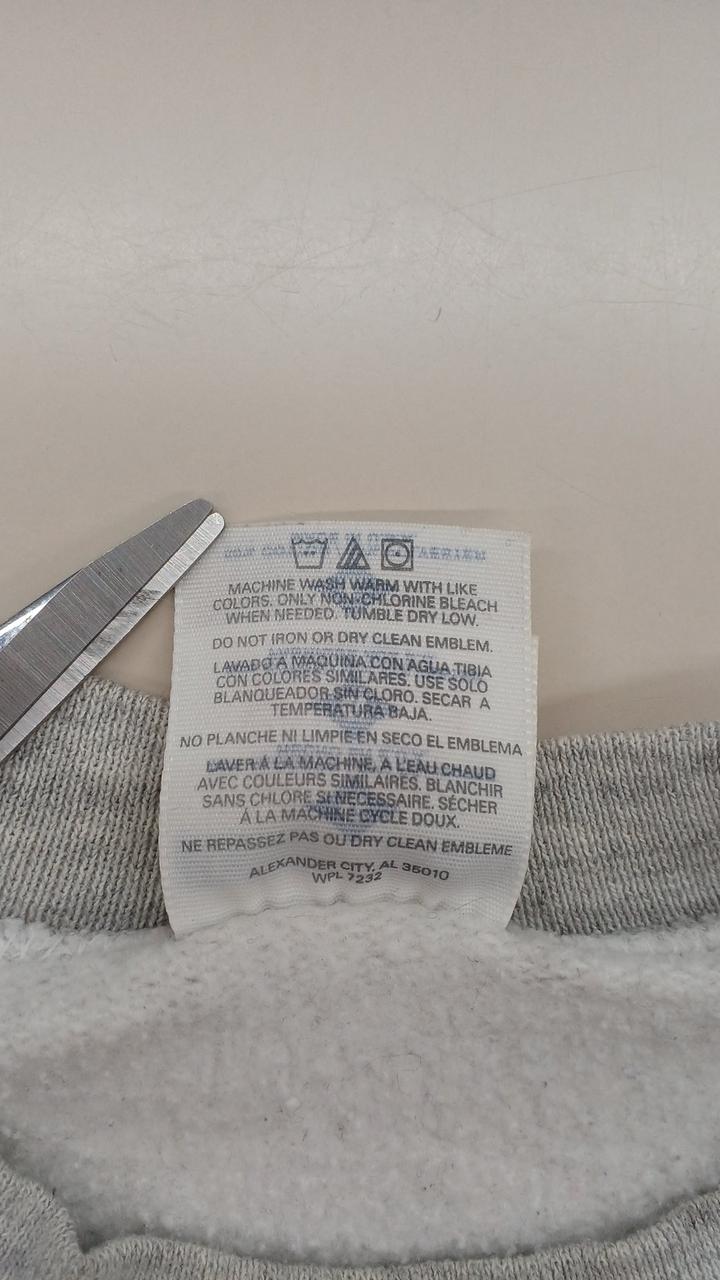 MACHINE WASH WARM WITH LIKE
COLORS. ONLY NON-CHLORINE BLEACH
WHEN NEEDED. TUMBLE DRY LOW.
DO NOT IRON OR DRY CLEAN EMBLEM.
LAVADO A MAQUINA CON AGUA TIBIA
CON COLORES SIMILARES. USE SOLO
BLANQUEADOR SIN CLORO. SECAR A
TEMPERATURA BAJA.
NO PLANCHE NI LIMPIE EN SECO EL EMBLEMA
LAVER Á LA MACHINE, A L'EAU CHAUD
AVEC COULEURS SIMILAIRES. BLANCHIR
SANS CHLORE SI NECESSAIRE. SÉCHER
Á LA MACHINE CYCLE DOUX.
NE REPASSEZ PAS OU DRY CLEAN EMBLEME
ALEXANDER CITY, AL 35010
WPL 7232